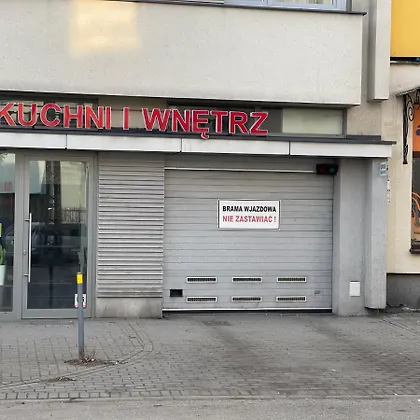 KUCHNI I WNĘTRZ
BRAMA WJAZDOWA
NIE ZASTAWIAĆ !